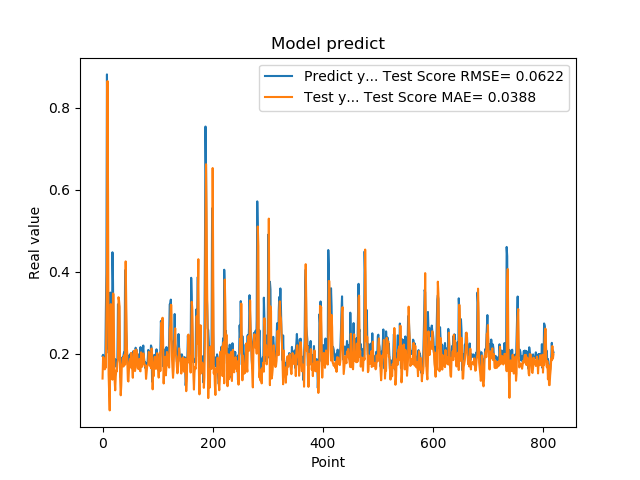 Model predict
Predict y... Test Score RMSE= 0.0622
Test y... Test Score MAE= 0.0388
Real value
0.8
0.6
0.4
0.2
0 200 400 600 800
Point